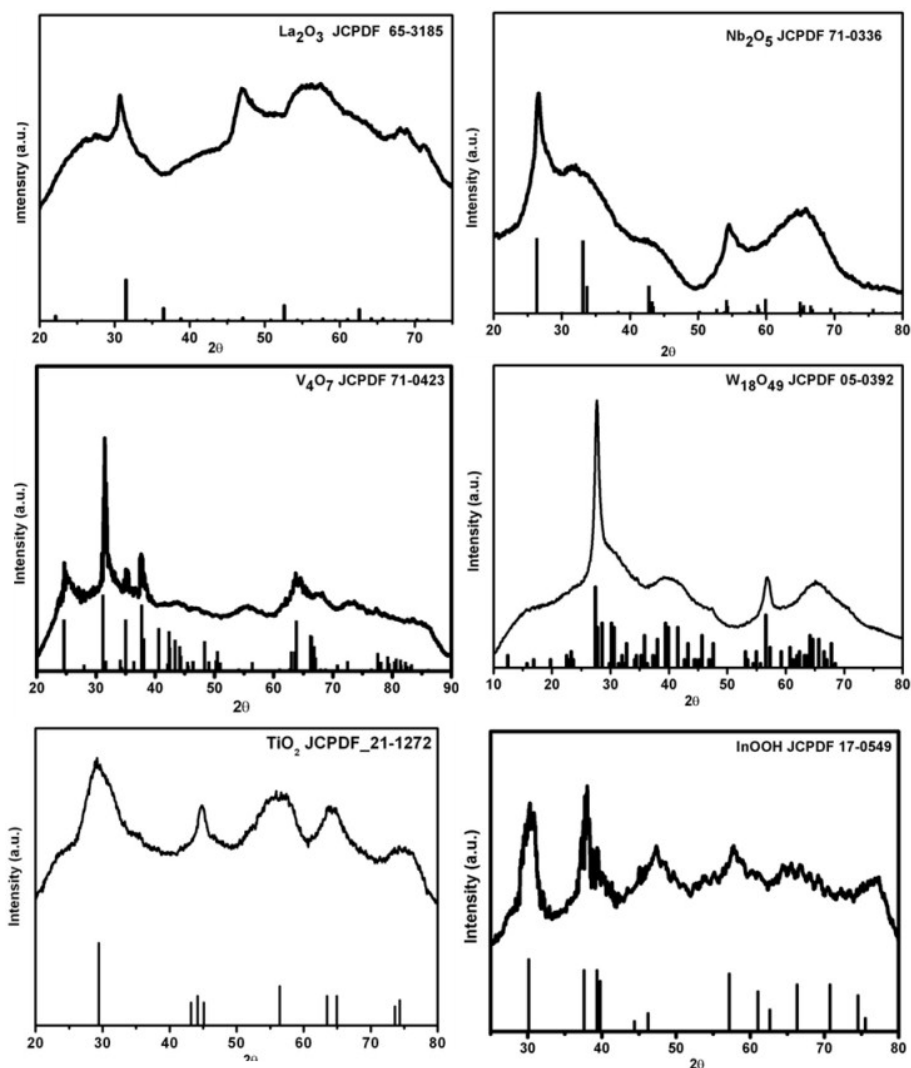 La₂O₃ JCPDF 65-3185
Intensity (a.u.)
20 30 40 50 60 70
2θ
Nb₂O₅ JCPDF 71-0336
Intensity (a.u.)
20 30 40 50 60 70 80
2θ
V₄O₇ JCPDF 71-0423
Intensity (a.u.)
20 30 40 50 60 70 80 90
2θ
W₁₈O₄₉ JCPDF 05-0392
Intensity (a.u.)
10 20 30 40 50 60 70 80
2θ
TiO₂ JCPDF_21-1272
Intensity (a.u.)
20 30 40 50 60 70 80
2θ
InOOH JCPDF 17-0549
Intensity (a.u.)
30 40 50 60 70 80
2θ